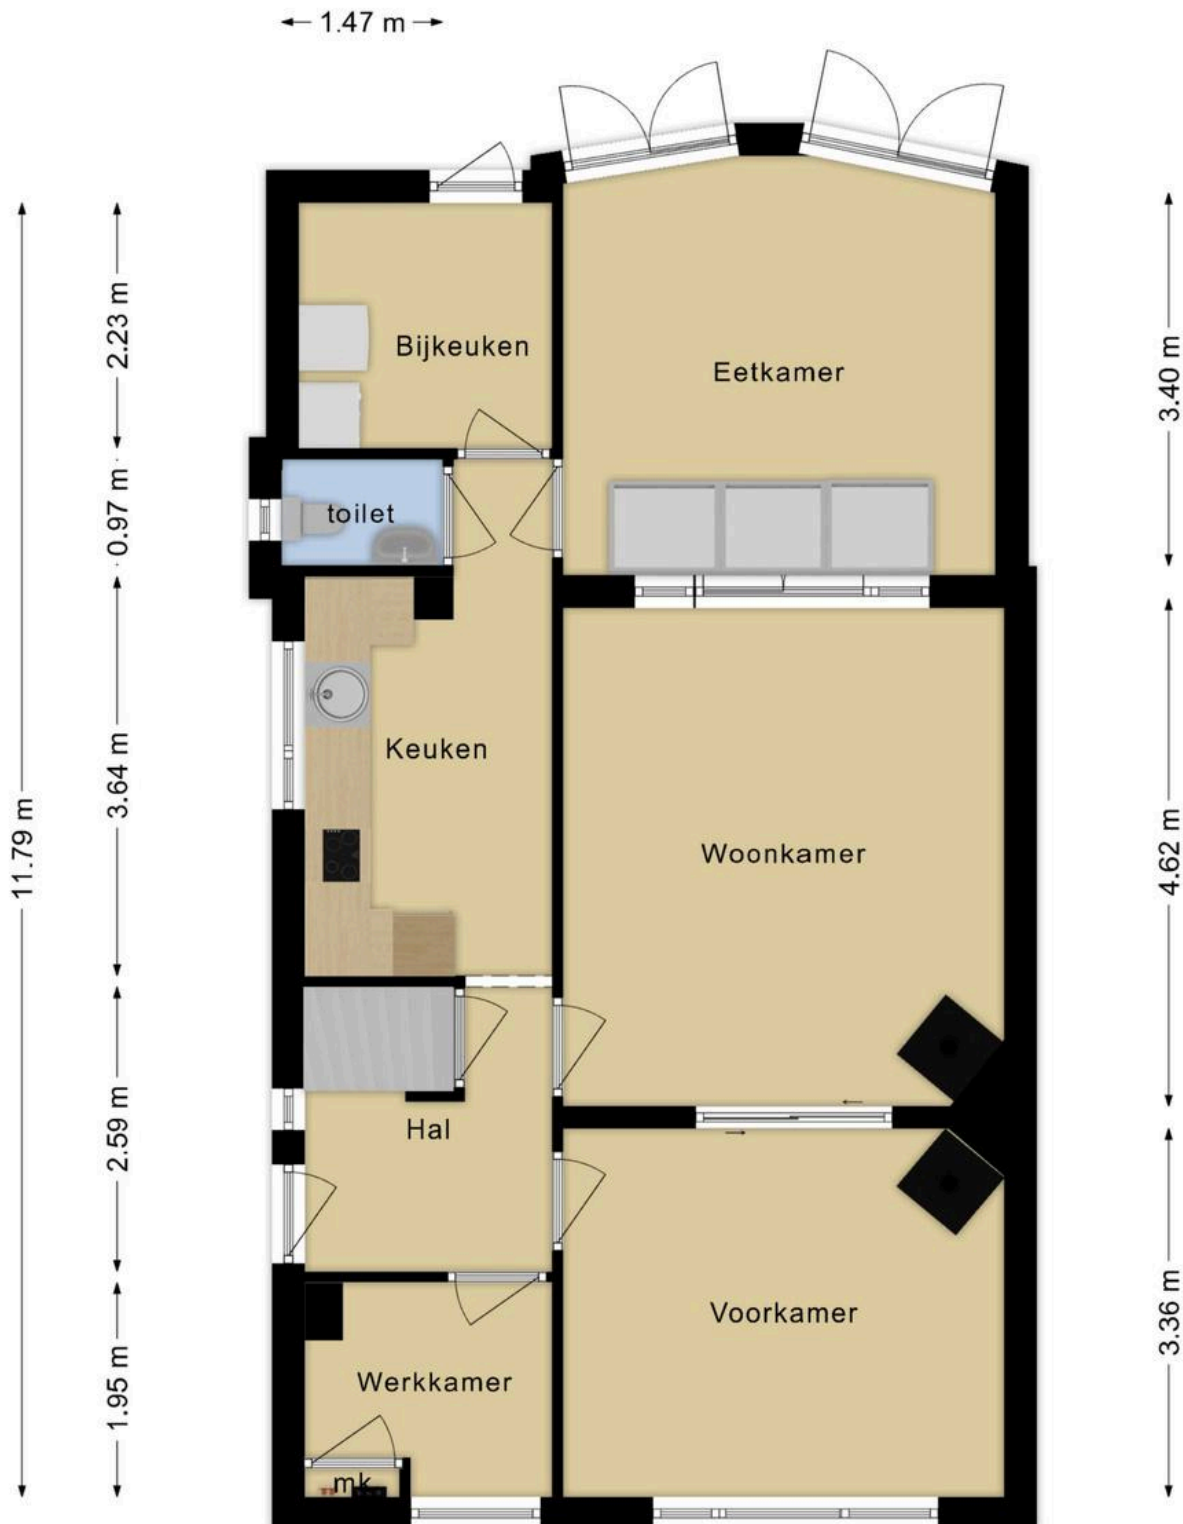 1.47 m
Bijkeuken
Eetkamer
toilet
Keuken
Woonkamer
Hal
Voorkamer
Werkkamer
mk
11.79 m
2.23 m
0.97 m
3.64 m
2.59 m
1.95 m
3.40 m
4.62 m
3.36 m